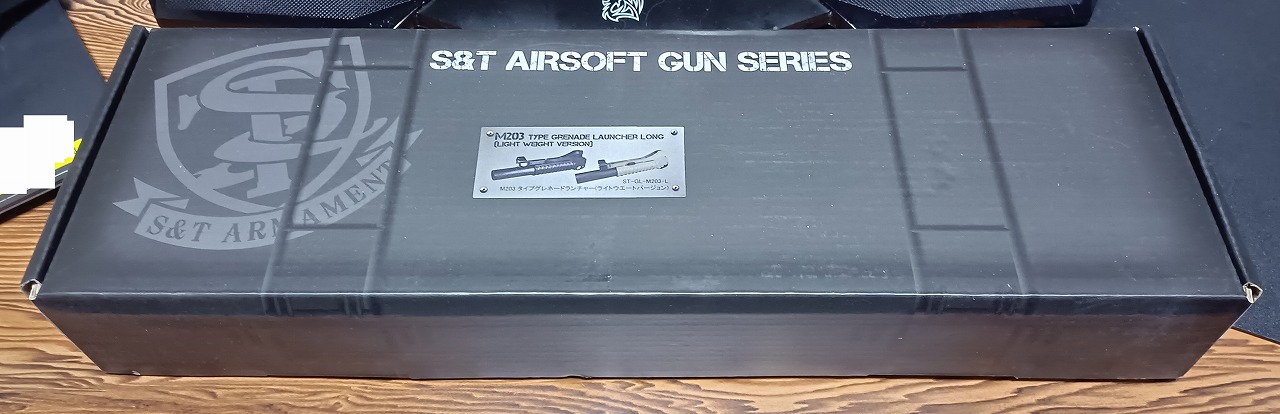 S&T AIRSOFT GUN SERIES
M203 TYPE GRENADE LAUNCHER LONG
(LIGHT WEIGHT VERSION)
ST-GL-M203-L
M203 タイプグレネードランチャー(ライトウエートバージョン)
S&T ARMAMENT